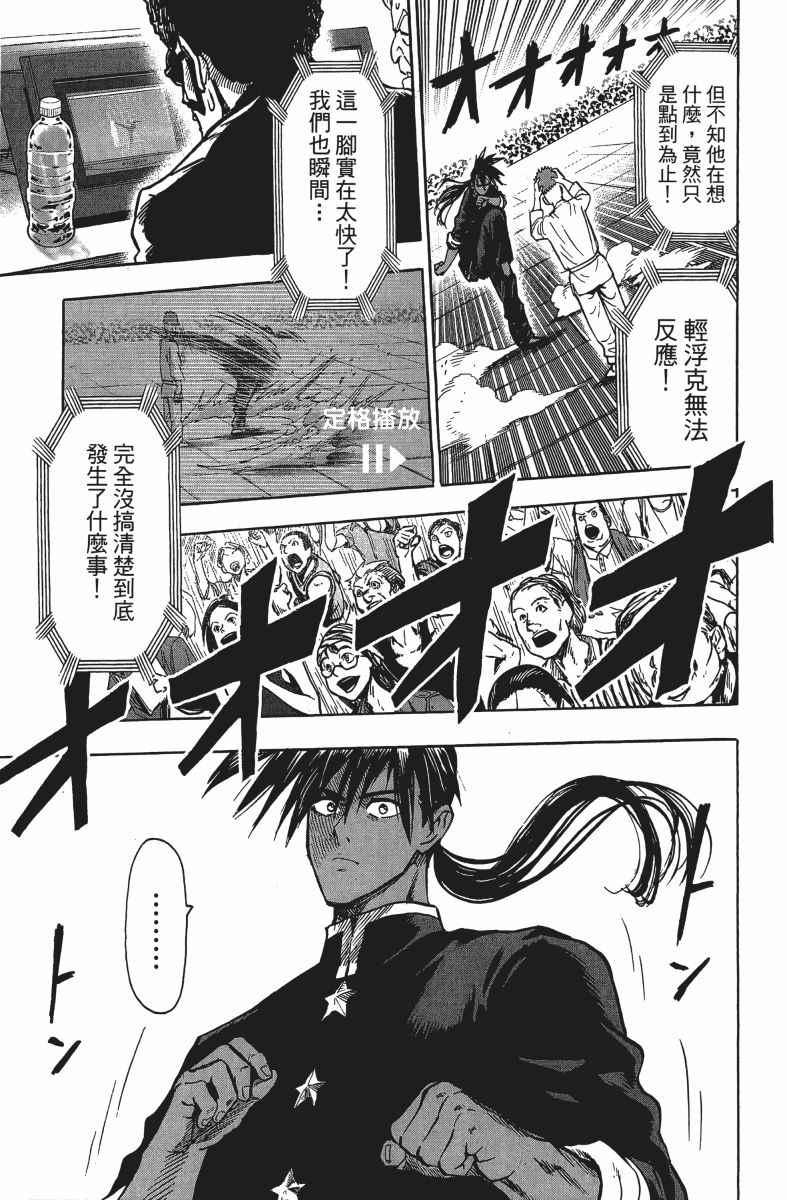 オオオオ
但不知他在想
什麼，竟然只
是點到為止！
輕浮克無法
反應！
這一腳實在太快了！
我們也瞬間…
定格播放
完全沒搞清楚到底
發生了什麼事！
オオオオ
………
トン
トン